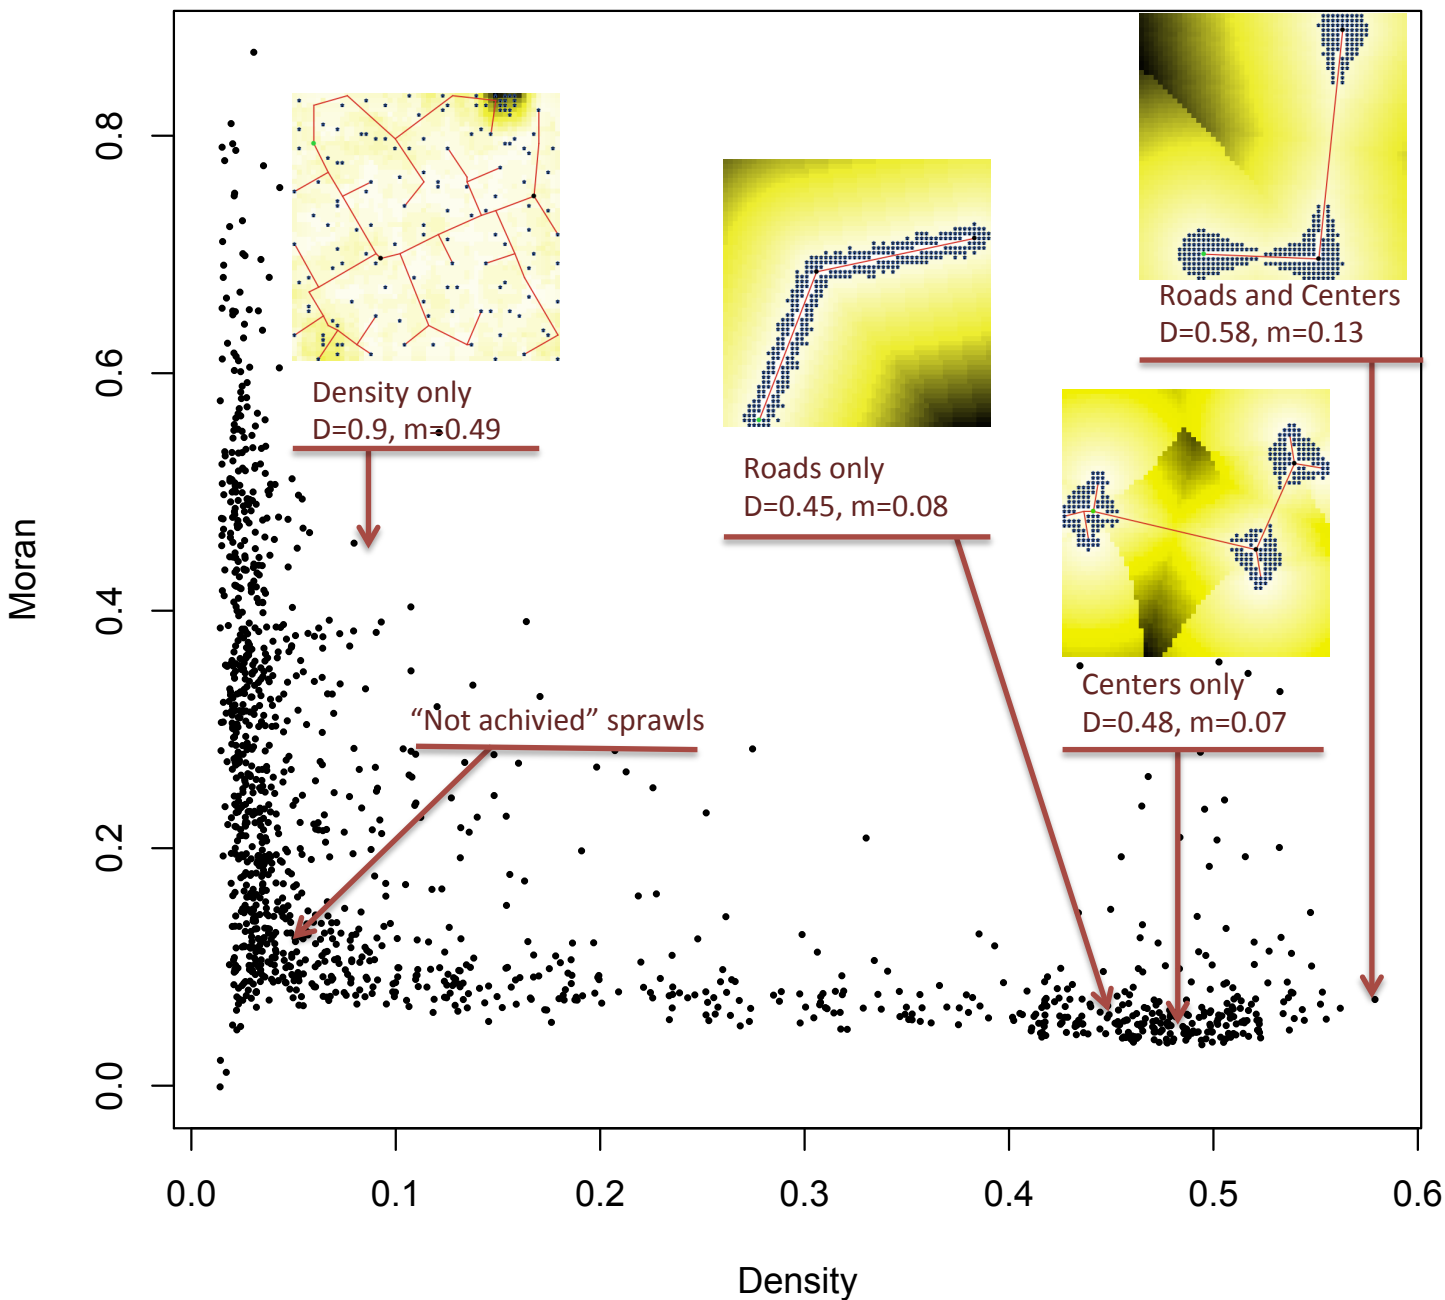 Density only
D=0.9, m=0.49
Roads only
D=0.45, m=0.08
Roads and Centers
D=0.58, m=0.13
Centers only
D=0.48, m=0.07
“Not achivied” sprawls
Moran
0.8
0.6
0.4
0.2
0.0
0.0 0.1 0.2 0.3 0.4 0.5 0.6
Density